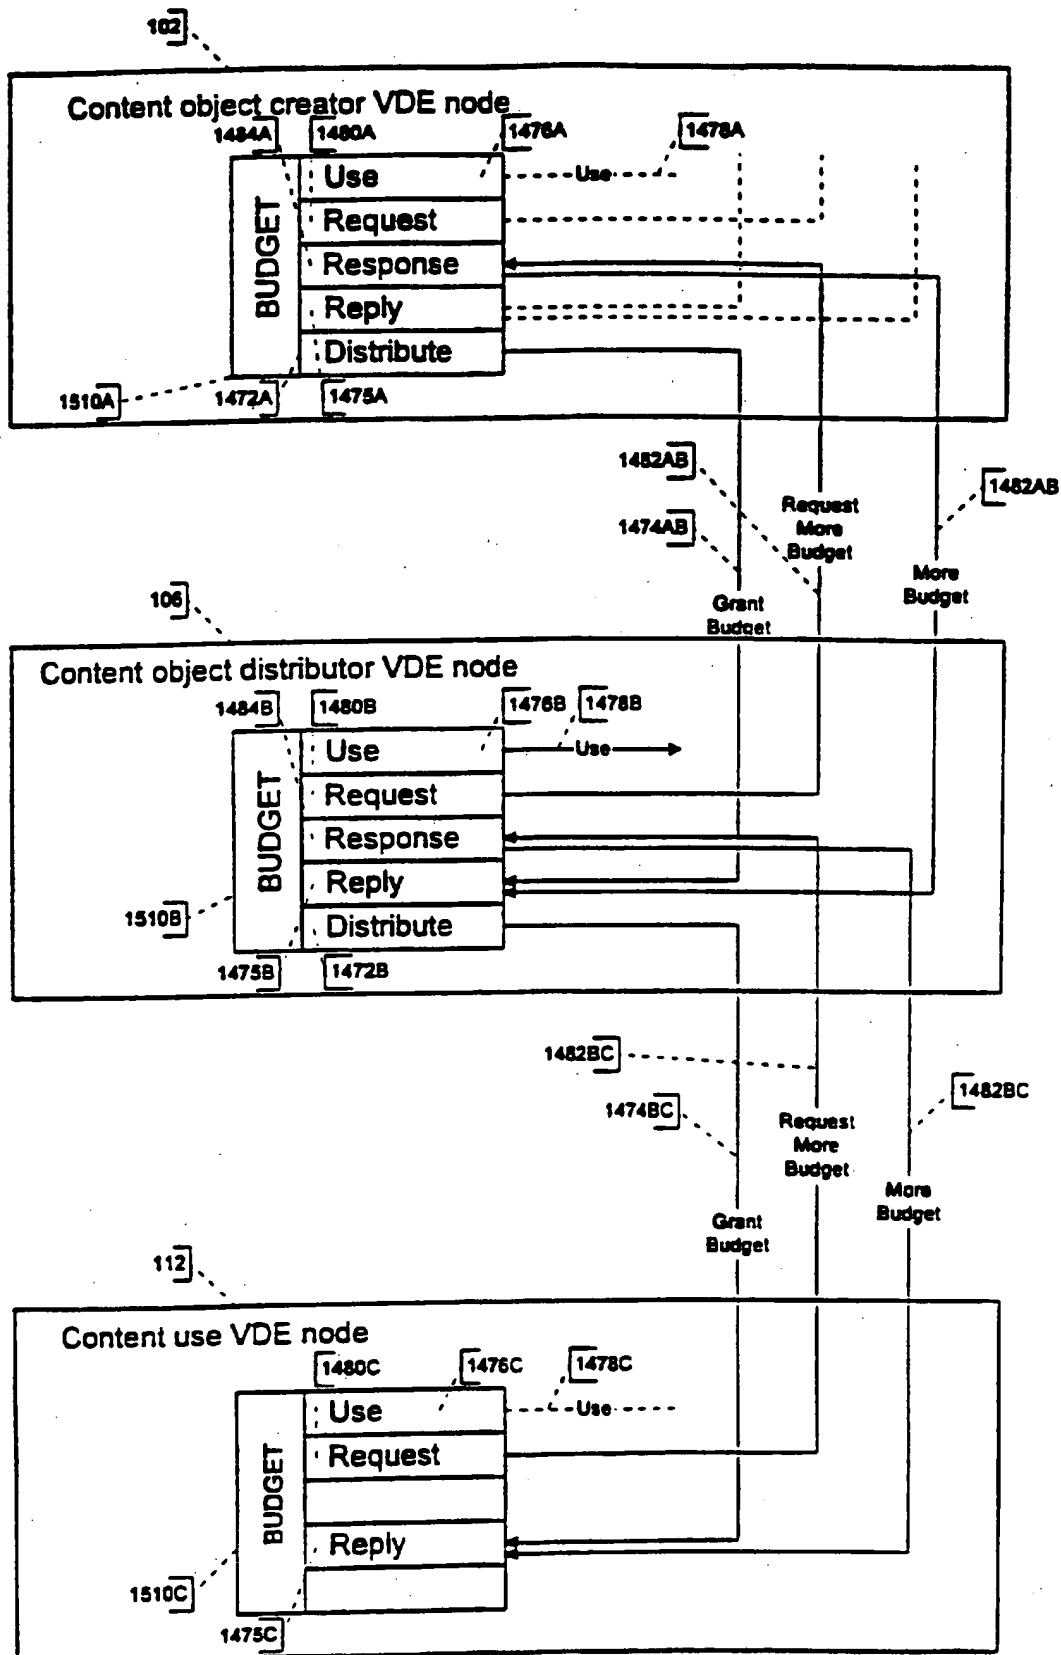 102
Content object creator VDE node
1484A
1480A
1476A
1478A
BUDGET
Use
Use
Request
Response
Reply
Distribute
1510A
1472A
1475A
1482AB
1482AB
1474AB
Request
More
Budget
More
Budget
Grant
Budget
106
Content object distributor VDE node
1484B
1480B
1476B
1478B
BUDGET
Use
Use
Request
Response
Reply
Distribute
1510B
1475B
1472B
1482BC
1482BC
1474BC
Request
More
Budget
More
Budget
Grant
Budget
112
Content use VDE node
1480C
1476C
1478C
BUDGET
Use
Use
Request
Reply
1510C
1475C